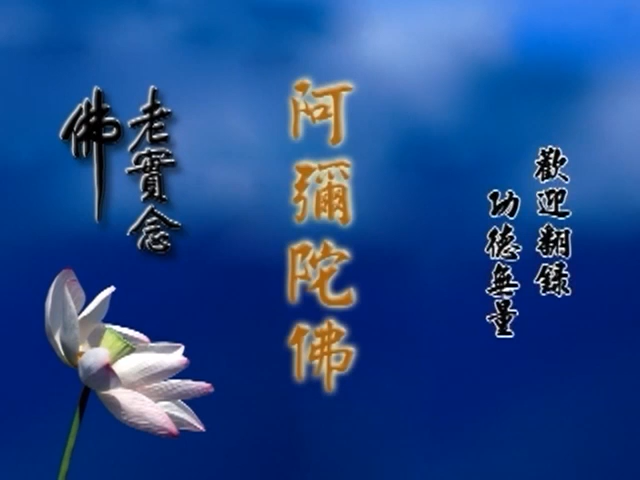 歡迎翻錄
功德無量
阿彌陀佛
老實念
佛